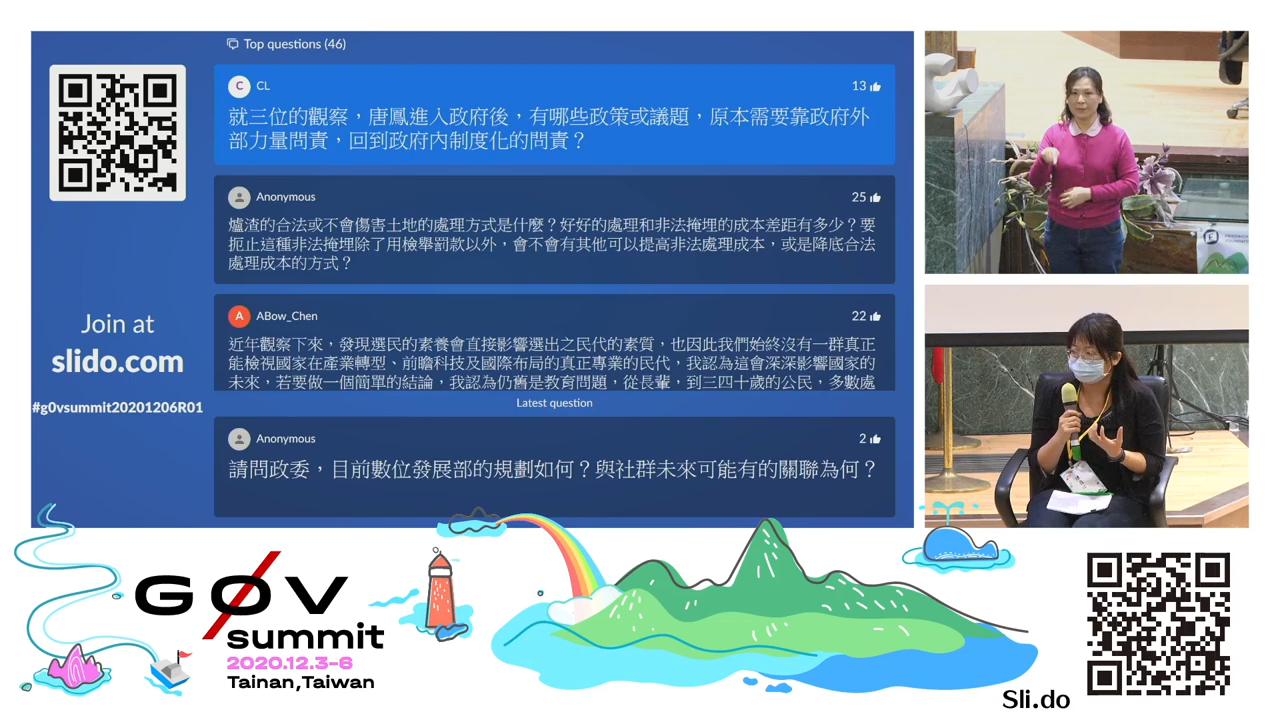 Top questions (46)
C
CL
13
就三位的觀察，唐鳳進入政府後，有哪些政策或議題，原本需要靠政府外
部力量問責，回到政府內制度化的問責？
Anonymous
25
爐渣的合法或不會傷害土地的處理方式是什麼？好好的處理和非法掩埋的成本差距有多少？要
扼止這種非法掩埋除了用檢舉罰款以外，會不會有其他可以提高非法處理成本，或是降底合法
處理成本的方式？
A
ABow_Chen
22
近年觀察下來，發現選民的素養會直接影響選出之民代的素質，也因此我們始終沒有一群真正
能檢視國家在產業轉型、前瞻科技及國際布局的真正專業的民代，我認為這會深深影響國家的
未來，若要做一個簡單的結論，我認為仍舊是教育問題，從長輩，到三四十歲的公民，多數處
Latest question
Anonymous
2
請問政委，目前數位發展部的規劃如何？與社群未來可能有的關聯為何？
Join at
slido.com
#g0vsummit20201206R01
G0V
summit
2020.12.3-6
Tainan,Taiwan
Sli.do